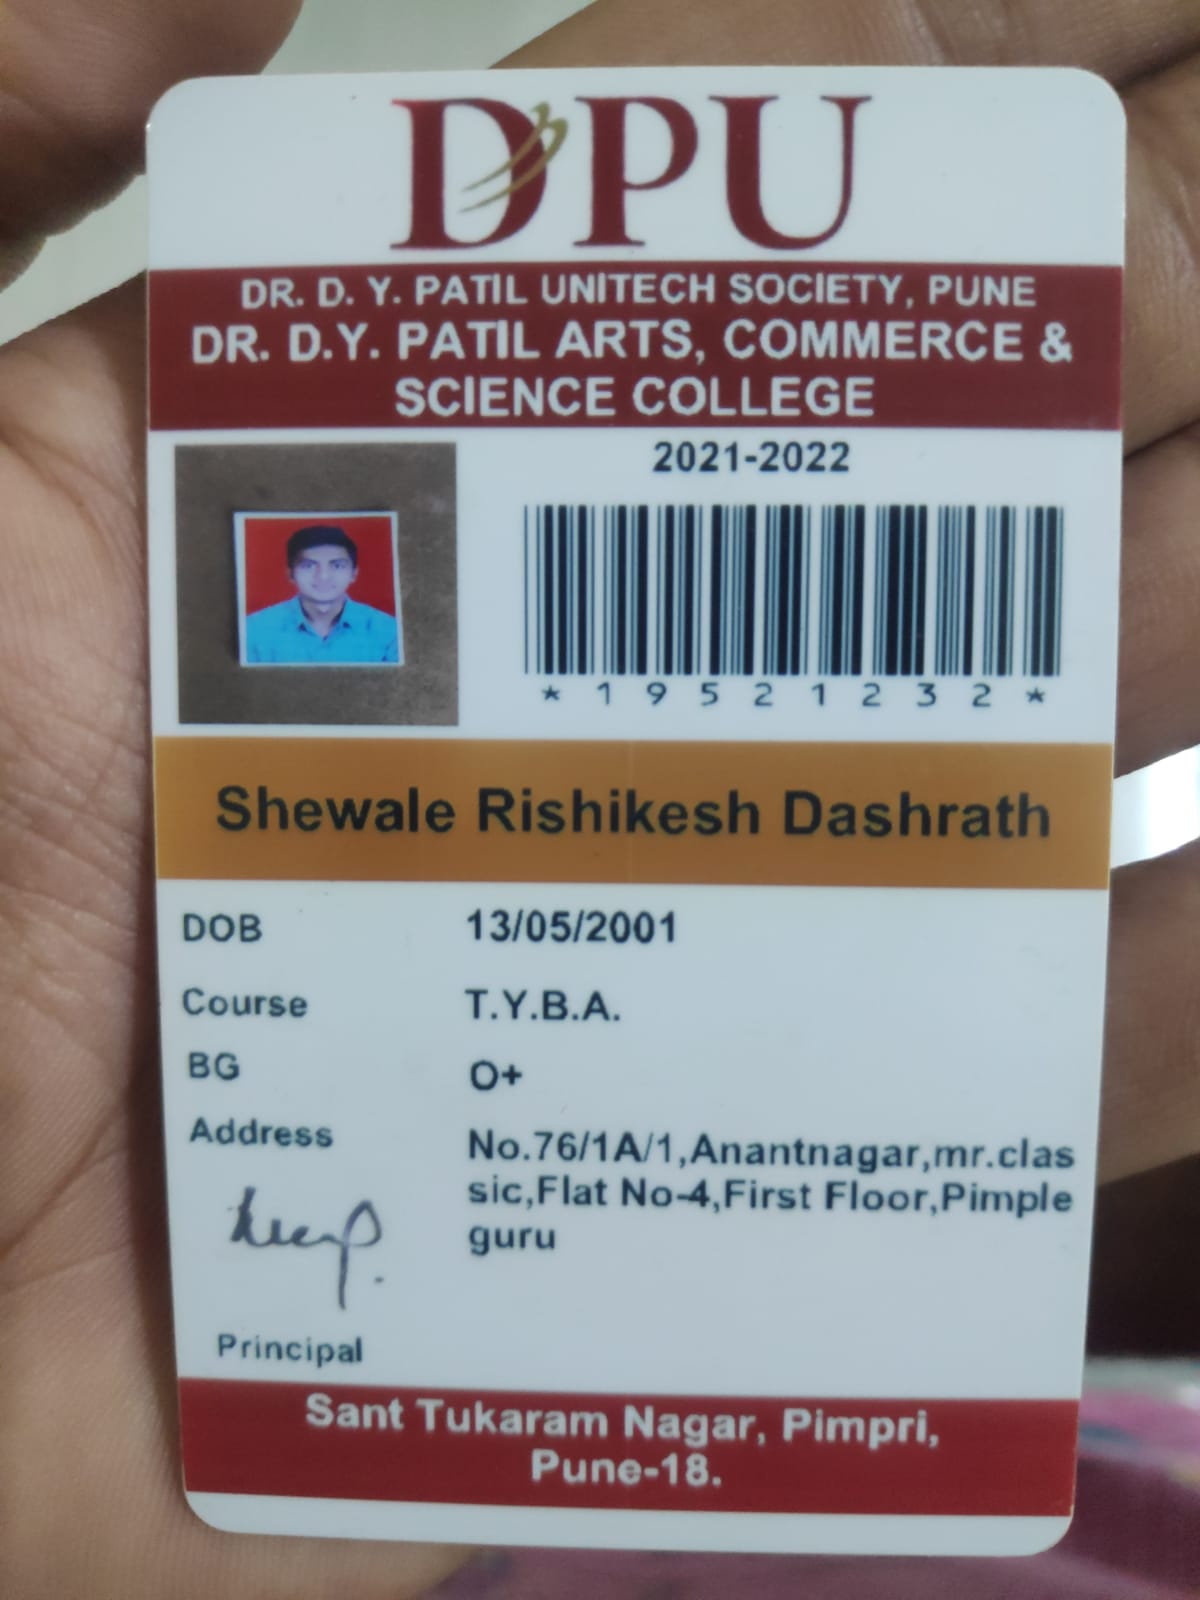 DPU
DR. D. Y. PATIL UNITECH SOCIETY, PUNE
DR. D.Y. PATIL ARTS, COMMERCE &
SCIENCE COLLEGE
2021-2022
* 1 9 5 2 1 2 3 2 *
Shewale Rishikesh Dashrath
DOB 13/05/2001
Course T.Y.B.A.
BG O+
Address No.76/1A/1,Anantnagar,mr.clas
sic,Flat No-4,First Floor,Pimple
guru
Principal
Sant Tukaram Nagar, Pimpri,
Pune-18.